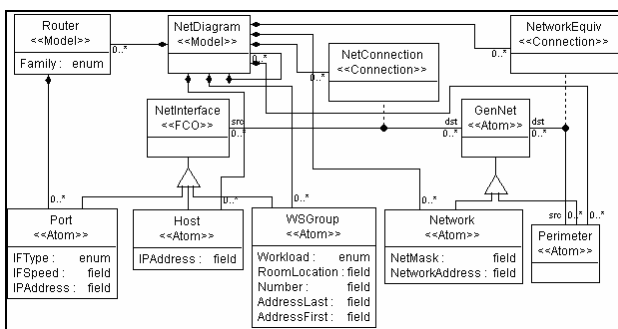 Router
<<Model>>
Family : enum
0..*
NetDiagram
<<Model>>
0..*
0..*
NetConnection
<<Connection>>
0..*
NetworkEquiv
<<Connection>>
NetInterface
<<FCO>>
src
0..*
dst
0..*
GenNet
<<Atom>>
dst
0..*
0..*
Port
<<Atom>>
IFType : enum
IFSpeed : field
IPAddress : field
0..*
Host
<<Atom>>
IPAddress : field
0..*
WSGroup
<<Atom>>
Workload : enum
RoomLocation : field
Number : field
AddressLast : field
AddressFirst : field
0..*
Network
<<Atom>>
NetMask : field
NetworkAddress : field
src
0..*
0..*
Perimeter
<<Atom>>